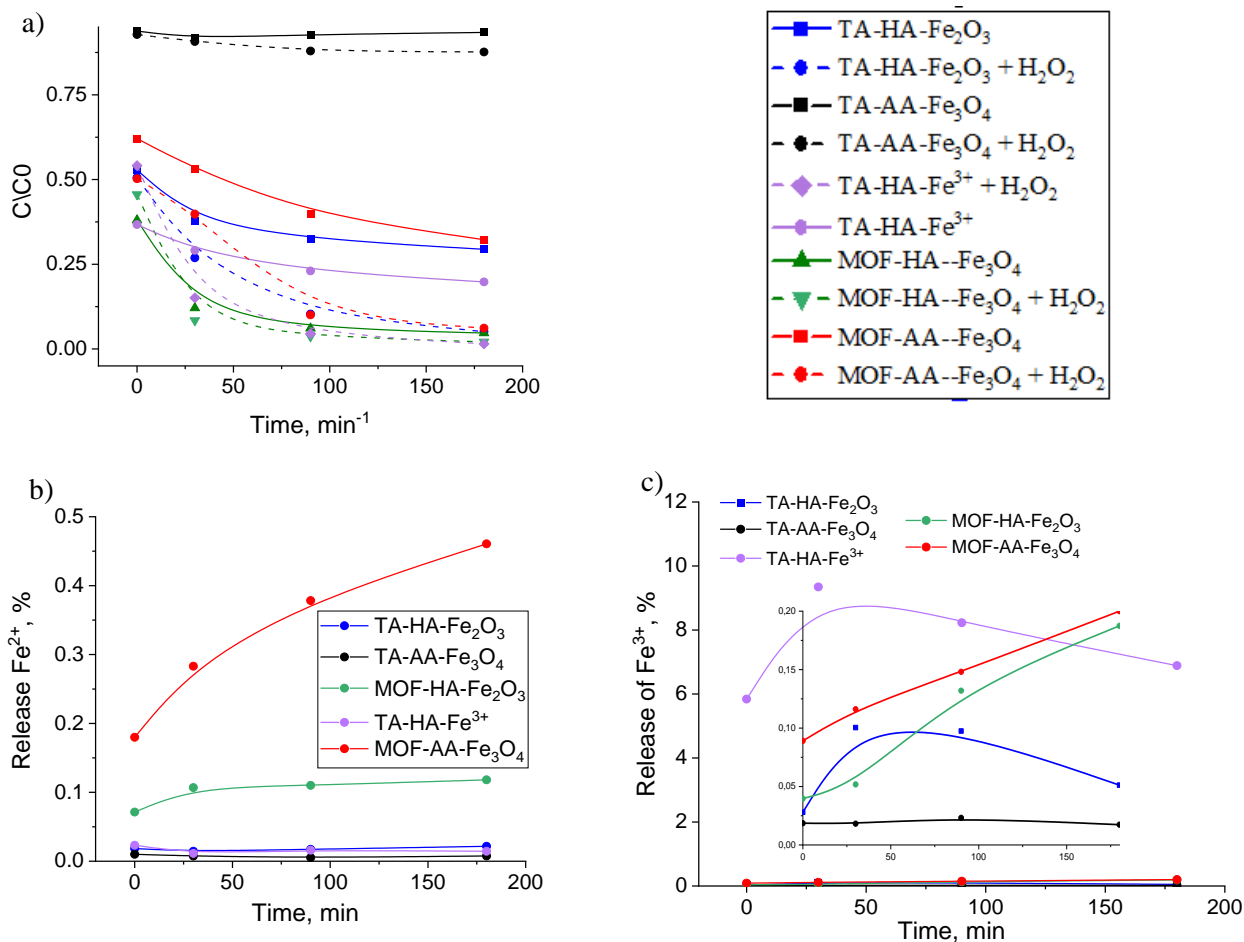 a)
0.75
0.50
0.25
0.00
C\C0
0 50 100 150 200
Time, min⁻¹
TA-HA-Fe₂O₃
TA-HA-Fe₂O₃ + H₂O₂
TA-AA-Fe₃O₄
TA-AA-Fe₃O₄ + H₂O₂
TA-HA-Fe³⁺ + H₂O₂
TA-HA-Fe³⁺
MOF-HA--Fe₃O₄
MOF-HA--Fe₃O₄ + H₂O₂
MOF-AA--Fe₃O₄
MOF-AA--Fe₃O₄ + H₂O₂
b)
0.5
0.4
0.3
0.2
0.1
0.0
Release Fe²⁺, %
TA-HA-Fe₂O₃
TA-AA-Fe₃O₄
MOF-HA-Fe₂O₃
TA-HA-Fe³⁺
MOF-AA-Fe₃O₄
0 50 100 150 200
Time, min
c)
12
10
8
6
4
2
0
Release of Fe³⁺, %
TA-HA-Fe₂O₃
TA-AA-Fe₃O₄
TA-HA-Fe³⁺
MOF-HA-Fe₂O₃
MOF-AA-Fe₃O₄
0,20
0,15
0,10
0,05
0,00
0 50 100 150
0 50 100 150 200
Time, min